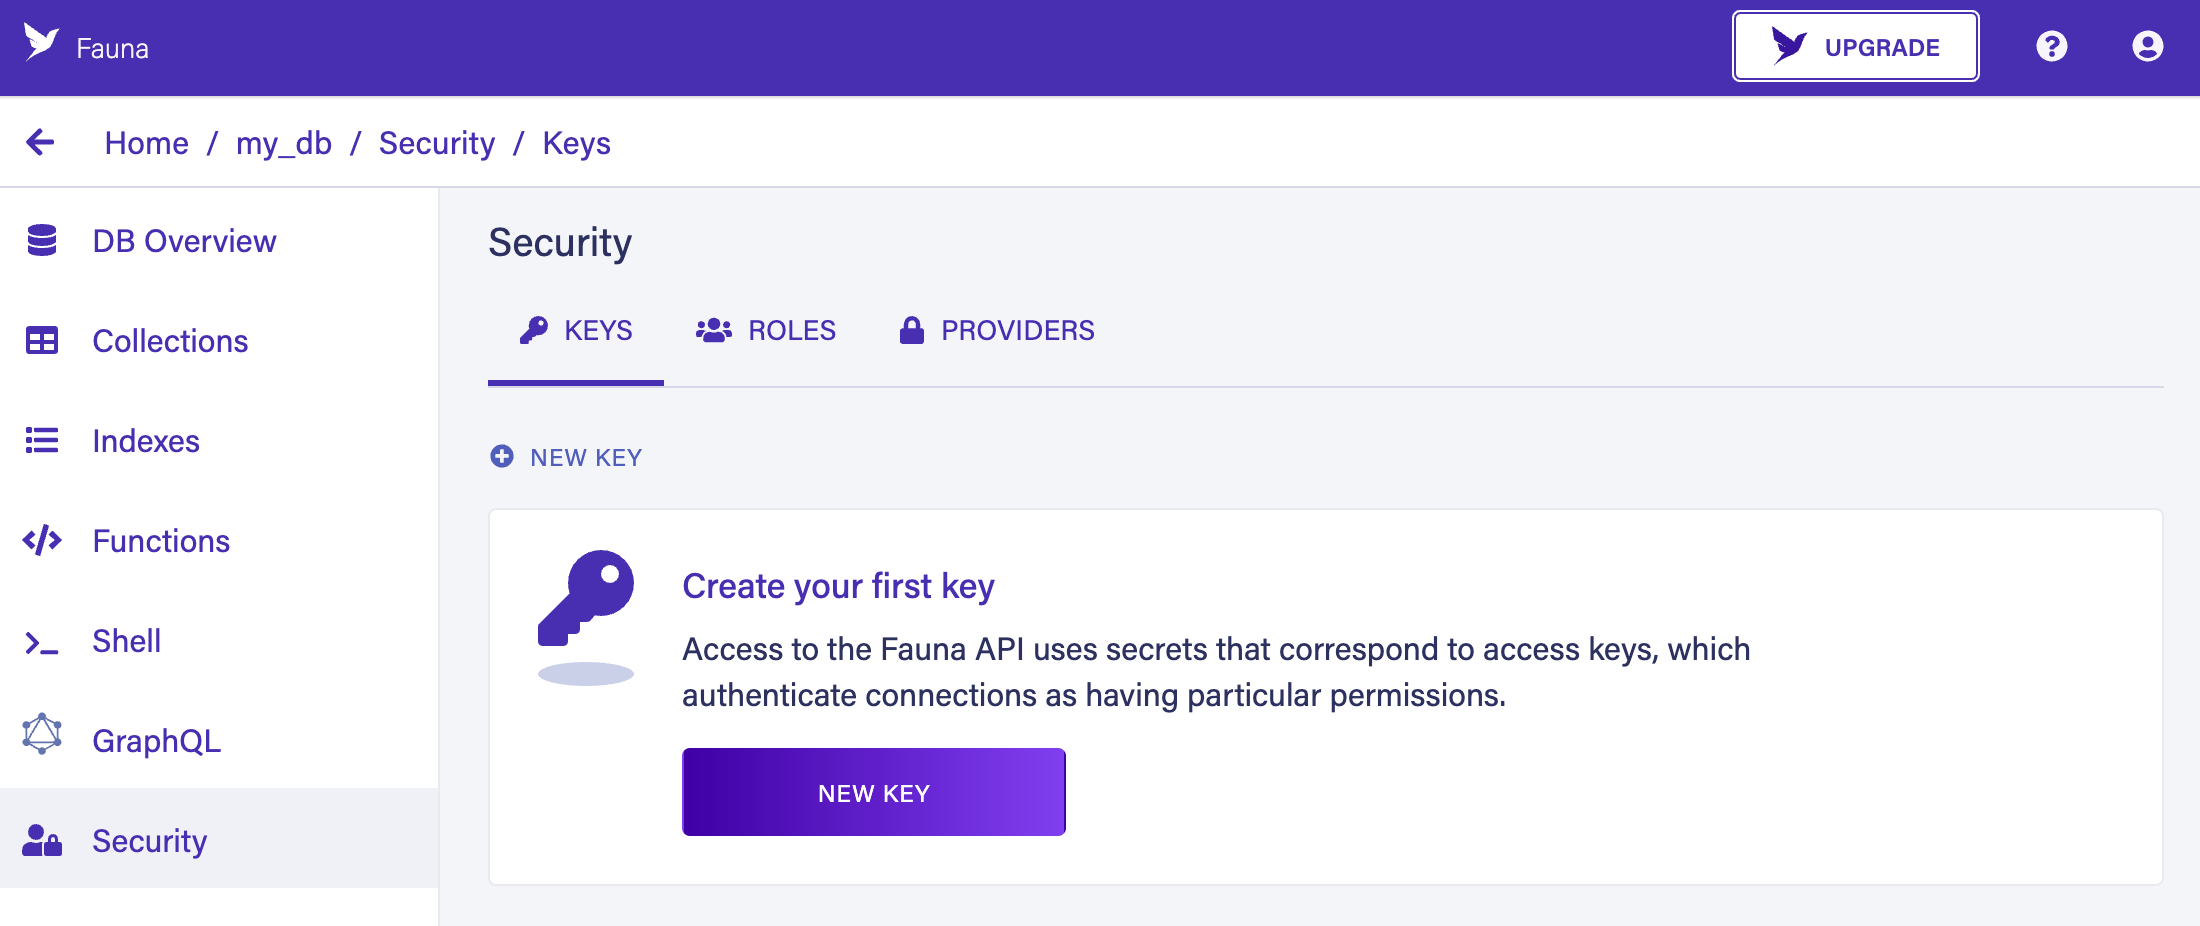 Fauna
UPGRADE
Home / my_db / Security / Keys
DB Overview
Collections
Indexes
Functions
Shell
GraphQL
Security
Security
KEYS
ROLES
PROVIDERS
NEW KEY
Create your first key
Access to the Fauna API uses secrets that correspond to access keys, which
authenticate connections as having particular permissions.
NEW KEY